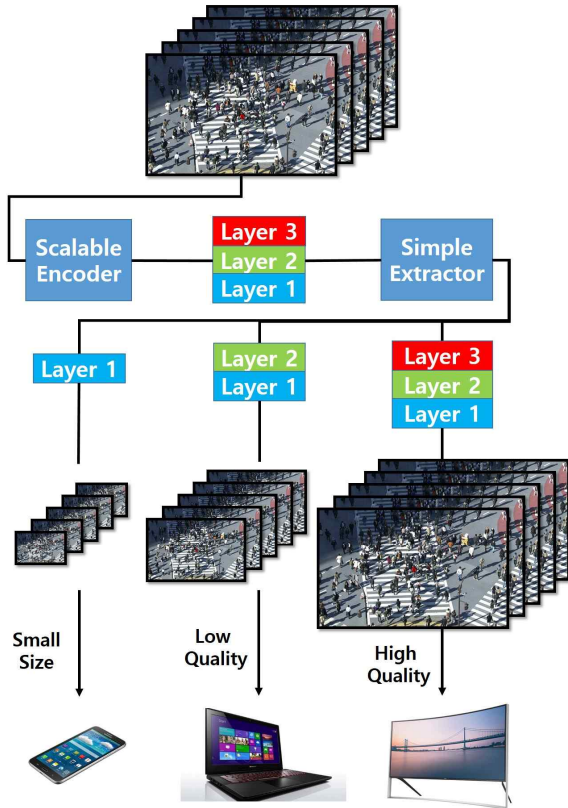 Scalable
Encoder
Layer 3
Layer 2
Layer 1
Simple
Extractor
Layer 1
Layer 2
Layer 1
Layer 3
Layer 2
Layer 1
Small
Size
Low
Quality
High
Quality